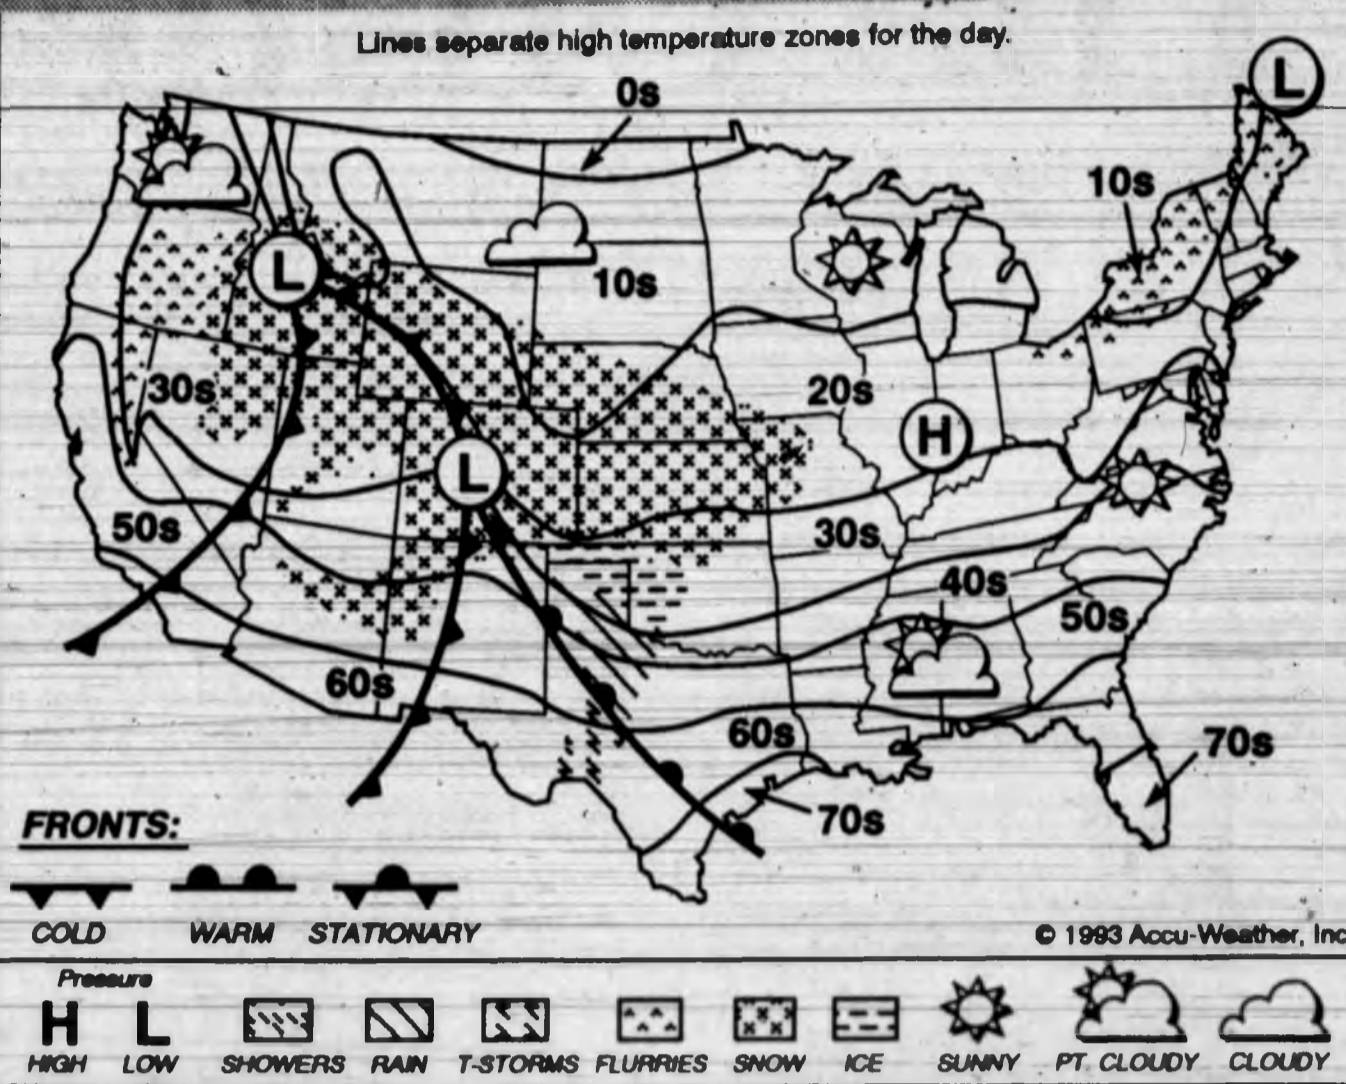 Lines separate high temperature zones for the day.
L
0s
10s
L
10s
30s
20s
H
L
50s
30s
40s
50s
60s
60s
70s
70s
FRONTS:
COLD WARM STATIONARY
© 1993 Accu-Weather, Inc
Pressure
H L
HIGH LOW SHOWERS RAIN T-STORMS FLURRIES SNOW ICE SUNNY PT. CLOUDY CLOUDY